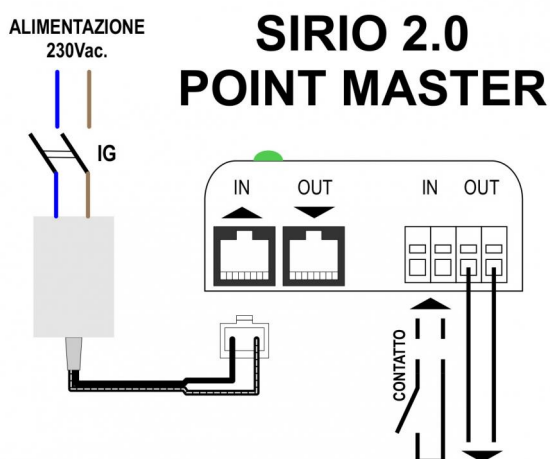 ALIMENTAZIONE
230Vac.
SIRIO 2.0
POINT MASTER
IG
IN OUT
IN OUT
CONTATTO